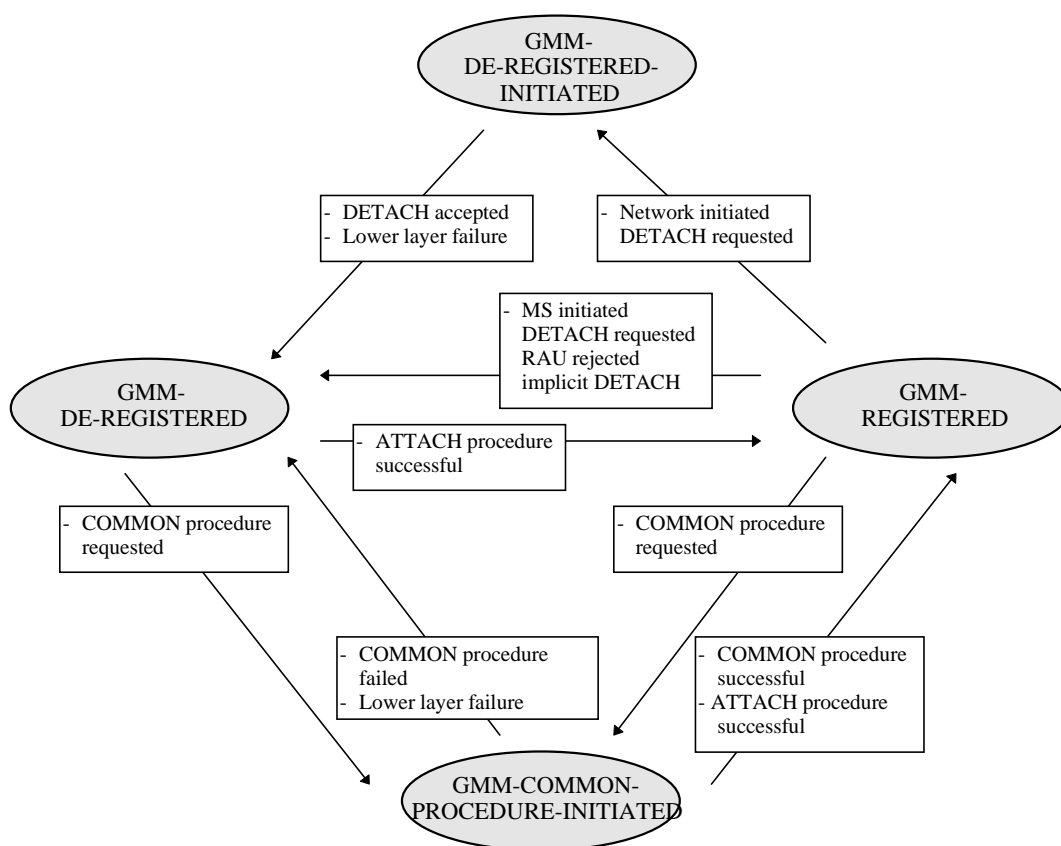 GMM-
DE-REGISTERED-
INITIATED
- DETACH accepted
- Lower layer failure
- Network initiated
DETACH requested
- MS initiated
DETACH requested
RAU rejected
implicit DETACH
GMM-
DE-REGISTERED
GMM-
REGISTERED
- ATTACH procedure
successful
- COMMON procedure
requested
- COMMON procedure
requested
- COMMON procedure
failed
- Lower layer failure
- COMMON procedure
successful
- ATTACH procedure
successful
GMM-COMMON-
PROCEDURE-INITIATED